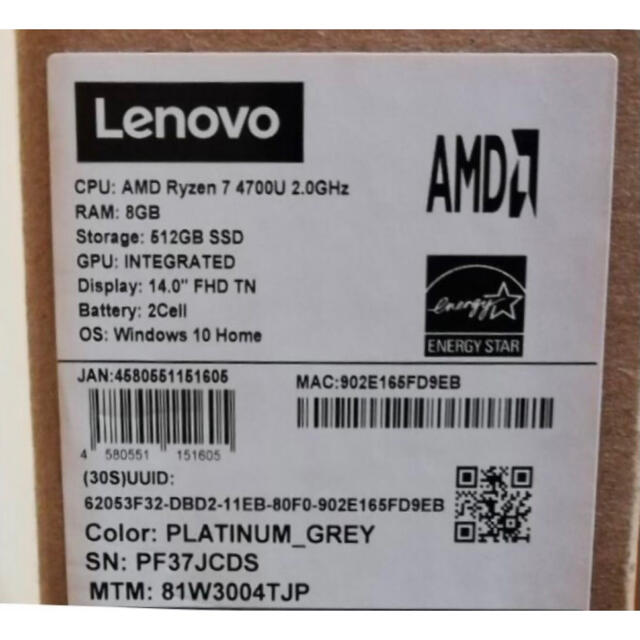 Lenovo
CPU: AMD Ryzen 7 4700U 2.0GHz
RAM: 8GB
Storage: 512GB SSD
GPU: INTEGRATED
Display: 14.0" FHD TN
Battery: 2Cell
OS: Windows 10 Home
AMD
energy
ENERGY STAR
JAN:4580551151605
4 580551 151605
MAC:902E165FD9EB
(30S)UUID:
62053F32-DBD2-11EB-80F0-902E165FD9EB
Color: PLATINUM_GREY
SN: PF37JCDS
MTM: 81W3004TJP